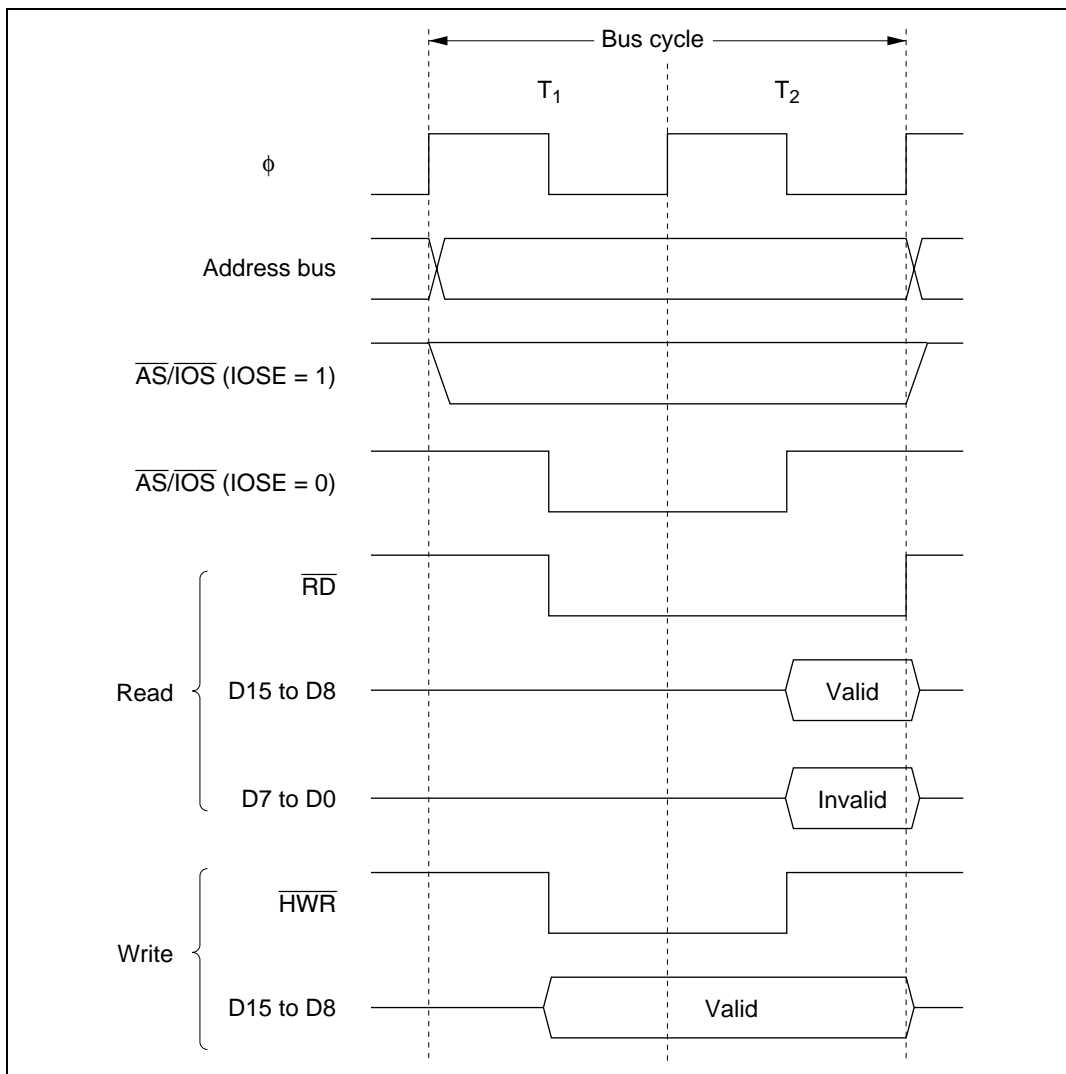 Bus cycle
T1 T2
ϕ
Address bus
AS/IOS (IOSE = 1)
AS/IOS (IOSE = 0)
RD
Read
D15 to D8
Valid
D7 to D0
Invalid
HWR
Write
D15 to D8
Valid